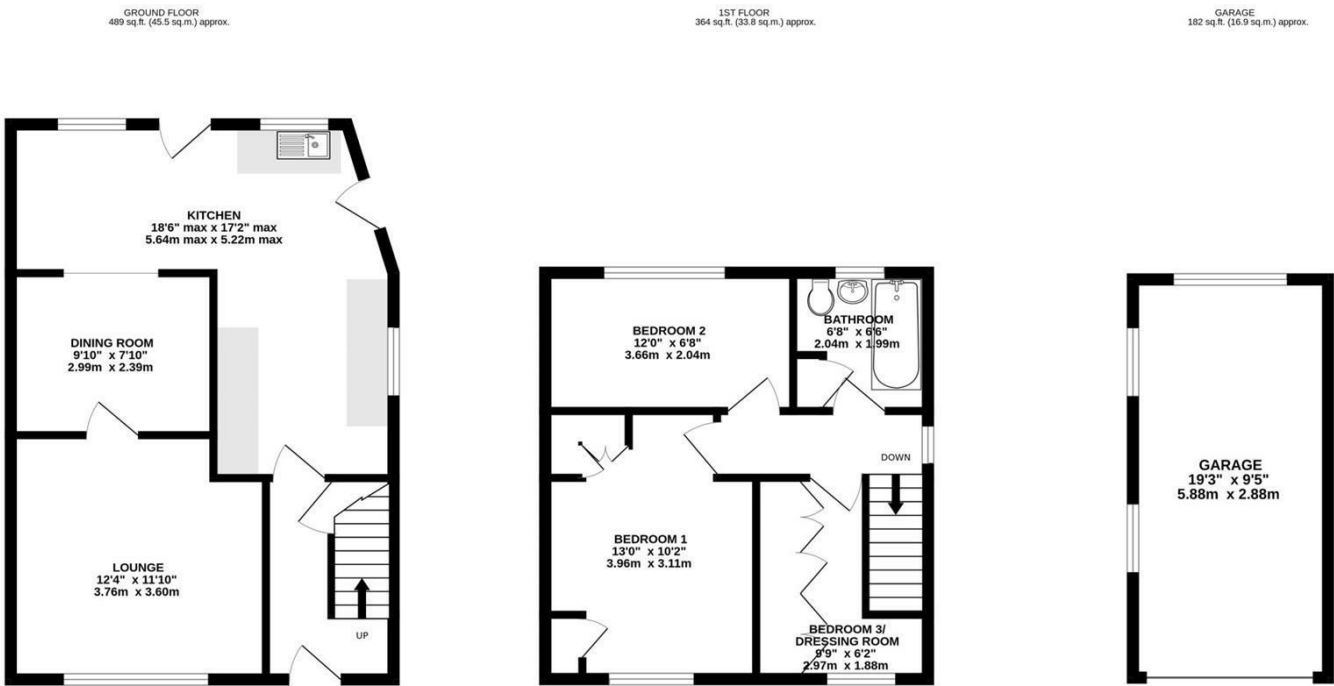 GROUND FLOOR
489 sq.ft. (45.5 sq.m.) approx.
1ST FLOOR
364 sq.ft. (33.8 sq.m.) approx.
GARAGE
182 sq.ft. (16.9 sq.m.) approx.
KITCHEN
18'6" max x 17'2" max
5.64m max x 5.22m max
DINING ROOM
9'10" x 7'10"
2.99m x 2.39m
LOUNGE
12'4" x 11'10"
3.76m x 3.60m
UP
BEDROOM 2
12'0" x 6'8"
3.66m x 2.04m
BATHROOM
6'8" x 6'6"
2.04m x 1.99m
DOWN
BEDROOM 1
13'0" x 10'2"
3.96m x 3.11m
BEDROOM 3/
DRESSING ROOM
9'9" x 6'2"
2.97m x 1.88m
GARAGE
19'3" x 9'5"
5.88m x 2.88m